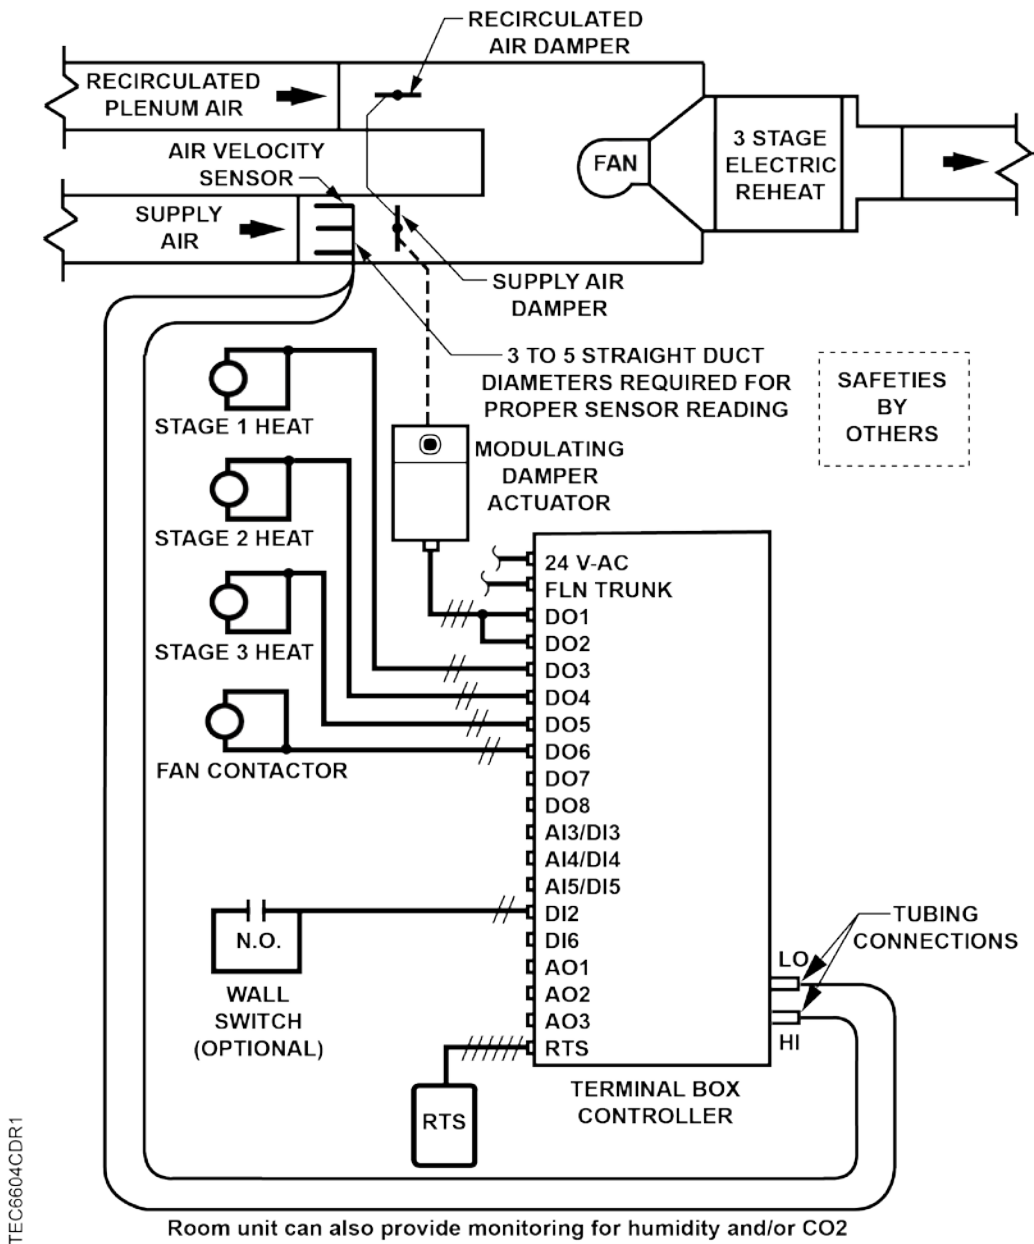 RECIRCULATED
AIR DAMPER
RECIRCULATED
PLENUM AIR
AIR VELOCITY
SENSOR
SUPPLY
AIR
FAN
3 STAGE
ELECTRIC
REHEAT
SUPPLY AIR
DAMPER
3 TO 5 STRAIGHT DUCT
DIAMETERS REQUIRED FOR
PROPER SENSOR READING
SAFETIES
BY
OTHERS
STAGE 1 HEAT
MODULATING
DAMPER
ACTUATOR
STAGE 2 HEAT
STAGE 3 HEAT
FAN CONTACTOR
24 V-AC
FLN TRUNK
DO1
DO2
DO3
DO4
DO5
DO6
DO7
DO8
AI3/DI3
AI4/DI4
AI5/DI5
DI2
DI6
AO1
AO2
AO3
RTS
N.O.
WALL
SWITCH
(OPTIONAL)
TUBING
CONNECTIONS
LO
HI
TERMINAL BOX
CONTROLLER
RTS
TEC6604CDR1
Room unit can also provide monitoring for humidity and/or CO2